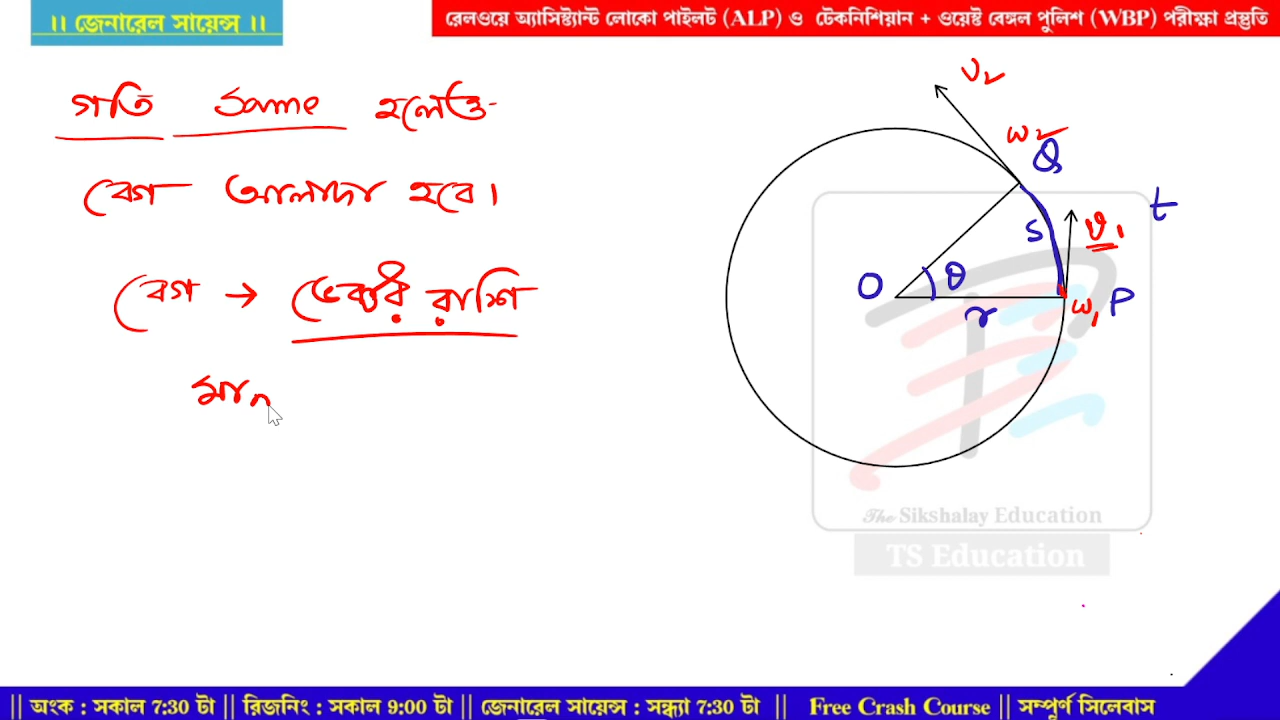 ।। জেনারেল সায়েন্স ।।
রেলওয়ে অ্যাসিস্ট্যান্ট লোকো পাইলট (ALP) ও টেকনিশিয়ান + ওয়েস্ট বেঙ্গল পুলিশ (WBP) পরীক্ষা প্রস্তুতি
গতি Same হলেও
বেগ আলাদা হবে।
বেগ → ভেক্টর রাশি
মান
v₂
ω₂
Q
t
S
v₁
O
θ
r
ω₁
P
The Sikshalay Education
TS Education
|| অংক : সকাল 7:30 টা || রিজনিং : সকাল 9:00 টা || জেনারেল সায়েন্স : সন্ধ্যা 7:30 টা || Free Crash Course || সম্পূর্ণ সিলেবাস